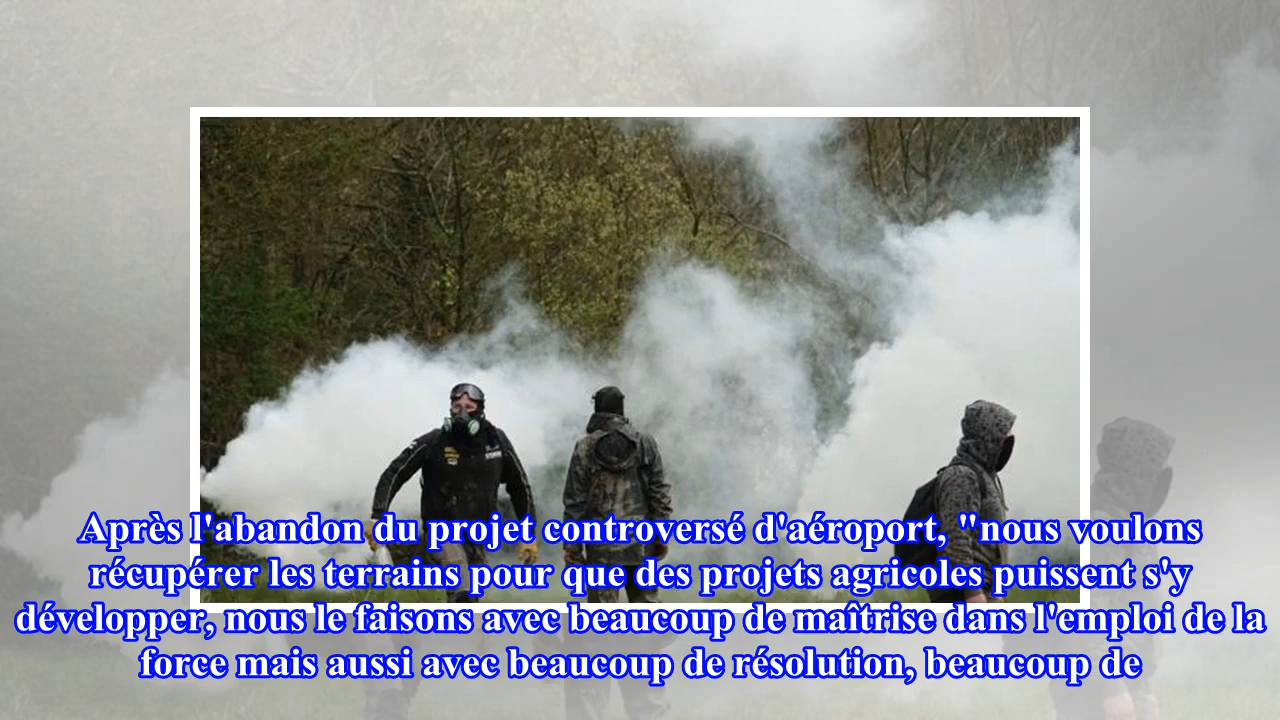 Après l'abandon du projet controversé d'aéroport, "nous voulons
récupérer les terrains pour que des projets agricoles puissent s'y
développer, nous le faisons avec beaucoup de maîtrise dans l'emploi de la
force mais aussi avec beaucoup de résolution, beaucoup de